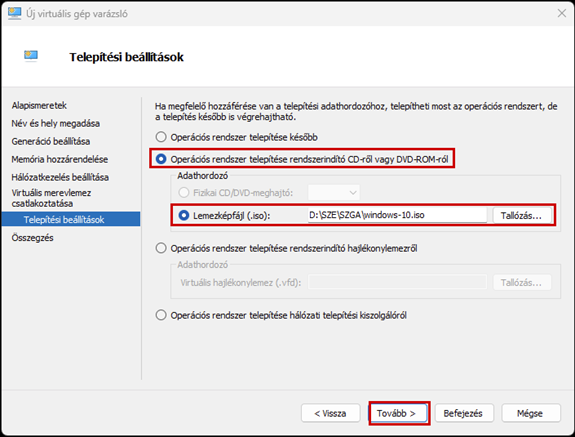 Új virtuális gép varázsló
Telepítési beállítások
Alapismeretek
Név és hely megadása
Generáció beállítása
Memória hozzárendelése
Hálózatkezelés beállítása
Virtuális merevlemez
csatlakoztatása
Telepítési beállítások
Összegzés
Ha megfelelő hozzáférése van a telepítési adathordozóhoz, telepítheti most az operációs rendszert, de
a telepítés később is végrehajtható.
Operációs rendszer telepítése később
Operációs rendszer telepítése rendszerindító CD-ről vagy DVD-ROM-ról
Adathordozó
Fizikai CD/DVD-meghajtó:
Lemezképfájl (.iso): D:\SZE\SZGA\windows-10.iso Tallózás...
Operációs rendszer telepítése rendszerindító hajlékonylemezről
Adathordozó
Virtuális hajlékonylemez (.vfd): Tallózás...
Operációs rendszer telepítése hálózati telepítési kiszolgálóról
< Vissza Tovább > Befejezés Mégse